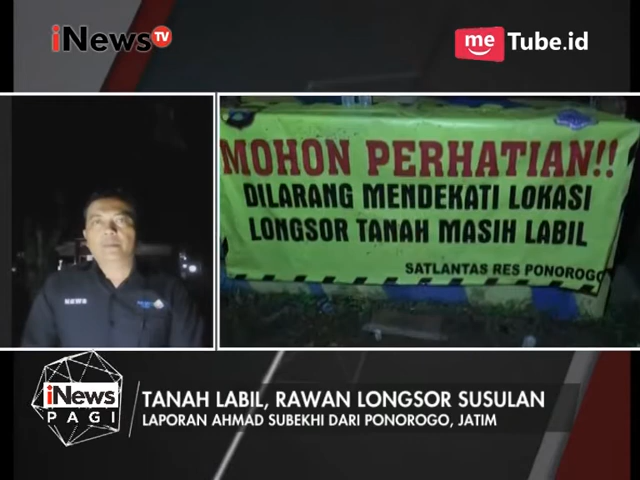 iNews TV
me Tube.id
MOHON PERHATIAN!!
DILARANG MENDEKATI LOKASI
LONGSOR TANAH MASIH LABIL
SATLANTAS RES PONOROGO
NEWS
iNews
PAGI
TANAH LABIL, RAWAN LONGSOR SUSULAN
LAPORAN AHMAD SUBEKHI DARI PONOROGO, JATIM